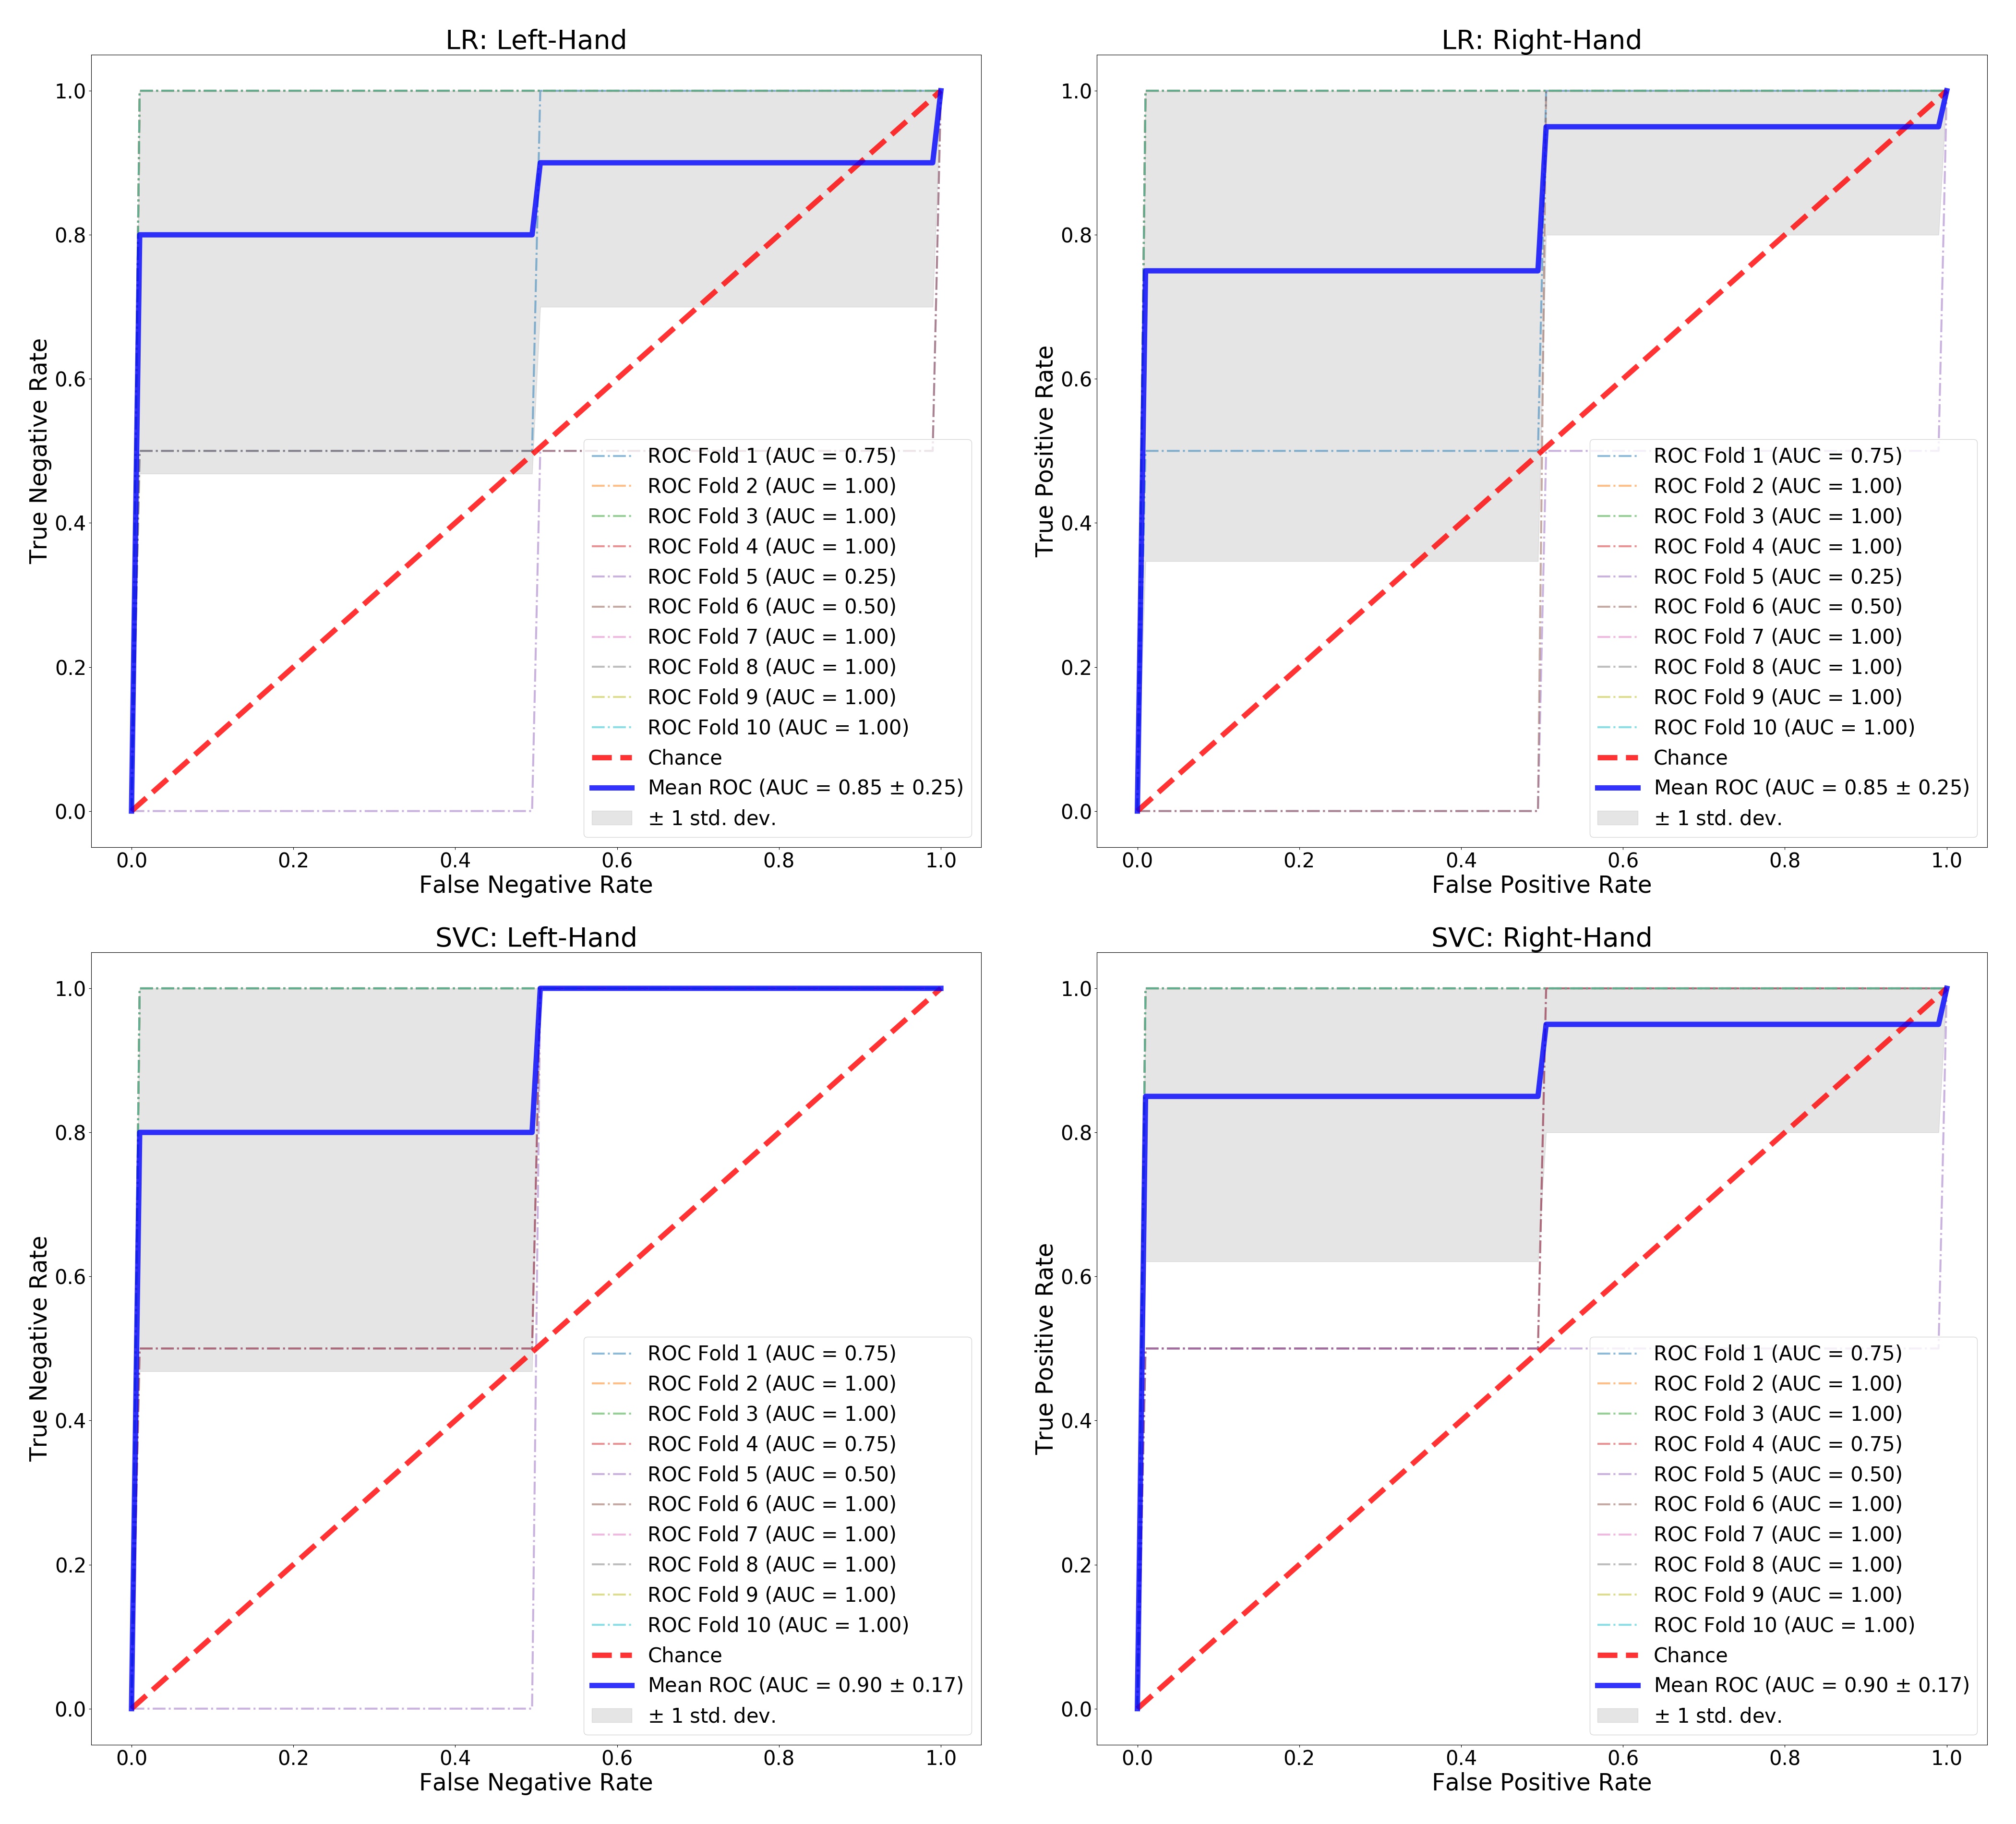 LR: Left-Hand
True Negative Rate
1.0
0.8
0.6
0.4
0.2
0.0
ROC Fold 1 (AUC = 0.75)
ROC Fold 2 (AUC = 1.00)
ROC Fold 3 (AUC = 1.00)
ROC Fold 4 (AUC = 1.00)
ROC Fold 5 (AUC = 0.25)
ROC Fold 6 (AUC = 0.50)
ROC Fold 7 (AUC = 1.00)
ROC Fold 8 (AUC = 1.00)
ROC Fold 9 (AUC = 1.00)
ROC Fold 10 (AUC = 1.00)
Chance
Mean ROC (AUC = 0.85 ± 0.25)
± 1 std. dev.
0.0 0.2 0.4 0.6 0.8 1.0
False Negative Rate
LR: Right-Hand
True Positive Rate
1.0
0.8
0.6
0.4
0.2
0.0
ROC Fold 1 (AUC = 0.75)
ROC Fold 2 (AUC = 1.00)
ROC Fold 3 (AUC = 1.00)
ROC Fold 4 (AUC = 1.00)
ROC Fold 5 (AUC = 0.25)
ROC Fold 6 (AUC = 0.50)
ROC Fold 7 (AUC = 1.00)
ROC Fold 8 (AUC = 1.00)
ROC Fold 9 (AUC = 1.00)
ROC Fold 10 (AUC = 1.00)
Chance
Mean ROC (AUC = 0.85 ± 0.25)
± 1 std. dev.
0.0 0.2 0.4 0.6 0.8 1.0
False Positive Rate
SVC: Left-Hand
True Negative Rate
1.0
0.8
0.6
0.4
0.2
0.0
ROC Fold 1 (AUC = 0.75)
ROC Fold 2 (AUC = 1.00)
ROC Fold 3 (AUC = 1.00)
ROC Fold 4 (AUC = 0.75)
ROC Fold 5 (AUC = 0.50)
ROC Fold 6 (AUC = 1.00)
ROC Fold 7 (AUC = 1.00)
ROC Fold 8 (AUC = 1.00)
ROC Fold 9 (AUC = 1.00)
ROC Fold 10 (AUC = 1.00)
Chance
Mean ROC (AUC = 0.90 ± 0.17)
± 1 std. dev.
0.0 0.2 0.4 0.6 0.8 1.0
False Negative Rate
SVC: Right-Hand
True Positive Rate
1.0
0.8
0.6
0.4
0.2
0.0
ROC Fold 1 (AUC = 0.75)
ROC Fold 2 (AUC = 1.00)
ROC Fold 3 (AUC = 1.00)
ROC Fold 4 (AUC = 0.75)
ROC Fold 5 (AUC = 0.50)
ROC Fold 6 (AUC = 1.00)
ROC Fold 7 (AUC = 1.00)
ROC Fold 8 (AUC = 1.00)
ROC Fold 9 (AUC = 1.00)
ROC Fold 10 (AUC = 1.00)
Chance
Mean ROC (AUC = 0.90 ± 0.17)
± 1 std. dev.
0.0 0.2 0.4 0.6 0.8 1.0
False Positive Rate